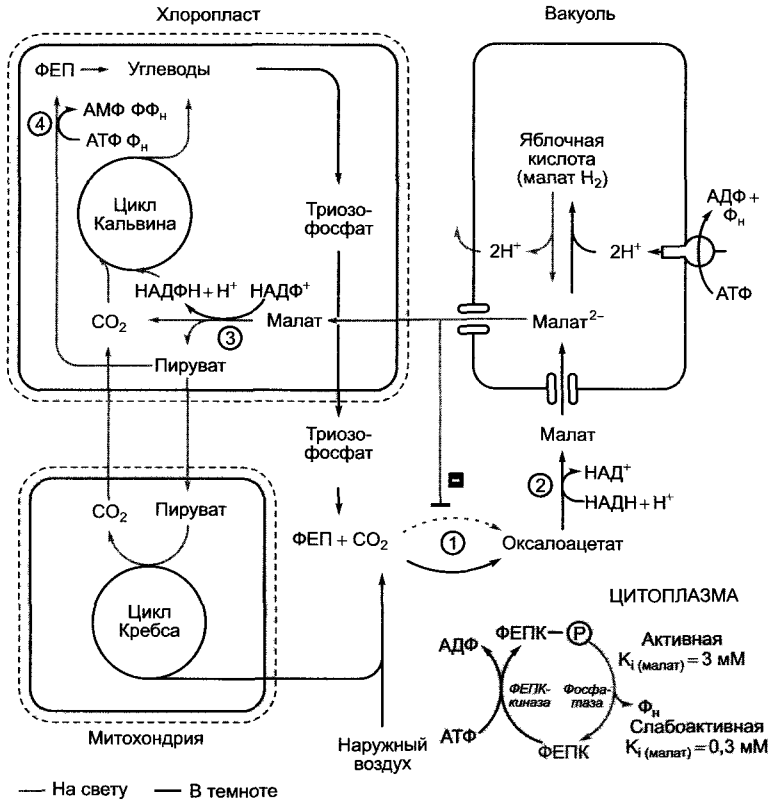 Хлоропласт
Вакуоль
ФЕП
Углеводы
4
АМФ ФФн
АТФ Фн
Цикл
Кальвина
Триозо-
фосфат
НАДФН + Н⁺
НАДФ⁺
CO₂
3
Малат
Пируват
Яблочная
кислота
(малат Н₂)
2Н⁺
2Н⁺
АДФ +
Фн
АТФ
Малат²⁻
Малат
2
НАД⁺
НАДН + Н⁺
Триозо-
фосфат
CO₂
Пируват
ФЕП + CO₂
1
Оксалоацетат
Цикл
Кребса
Митохондрия
Наружный
воздух
ЦИТОПЛАЗМА
АДФ
ФЕПК
P
Активная
Ki (малат) = 3 мМ
ФЕПК-
киназа
Фосфа-
таза
Фн
АТФ
ФЕПК
Слабоактивная
Ki (малат) = 0,3 мМ
На свету
В темноте